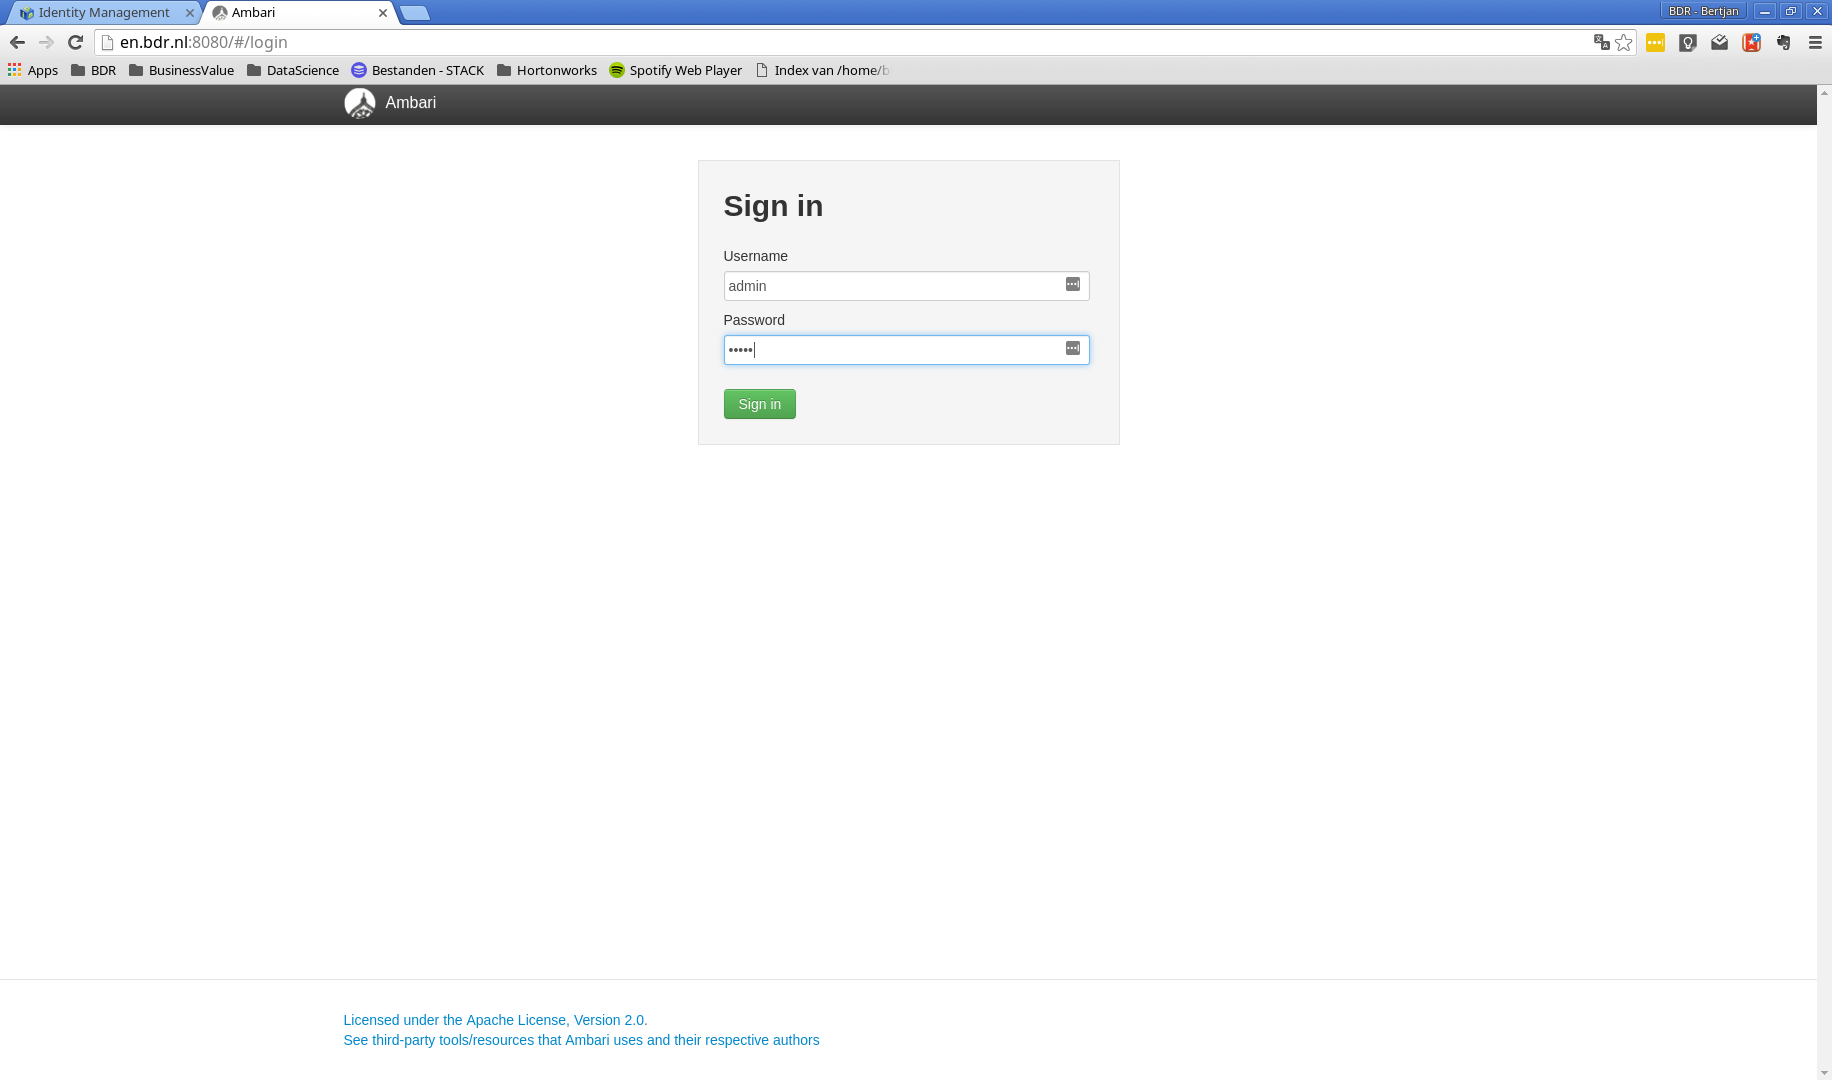 Identity Management
Ambari
BDR - Bertjan
en.bdr.nl:8080/#/login
Apps BDR BusinessValue DataScience Bestanden - STACK Hortonworks Spotify Web Player Index van /home/b
Ambari
Sign in
Username
admin
Password
•••••
Sign in
Licensed under the Apache License, Version 2.0.
See third-party tools/resources that Ambari uses and their respective authors